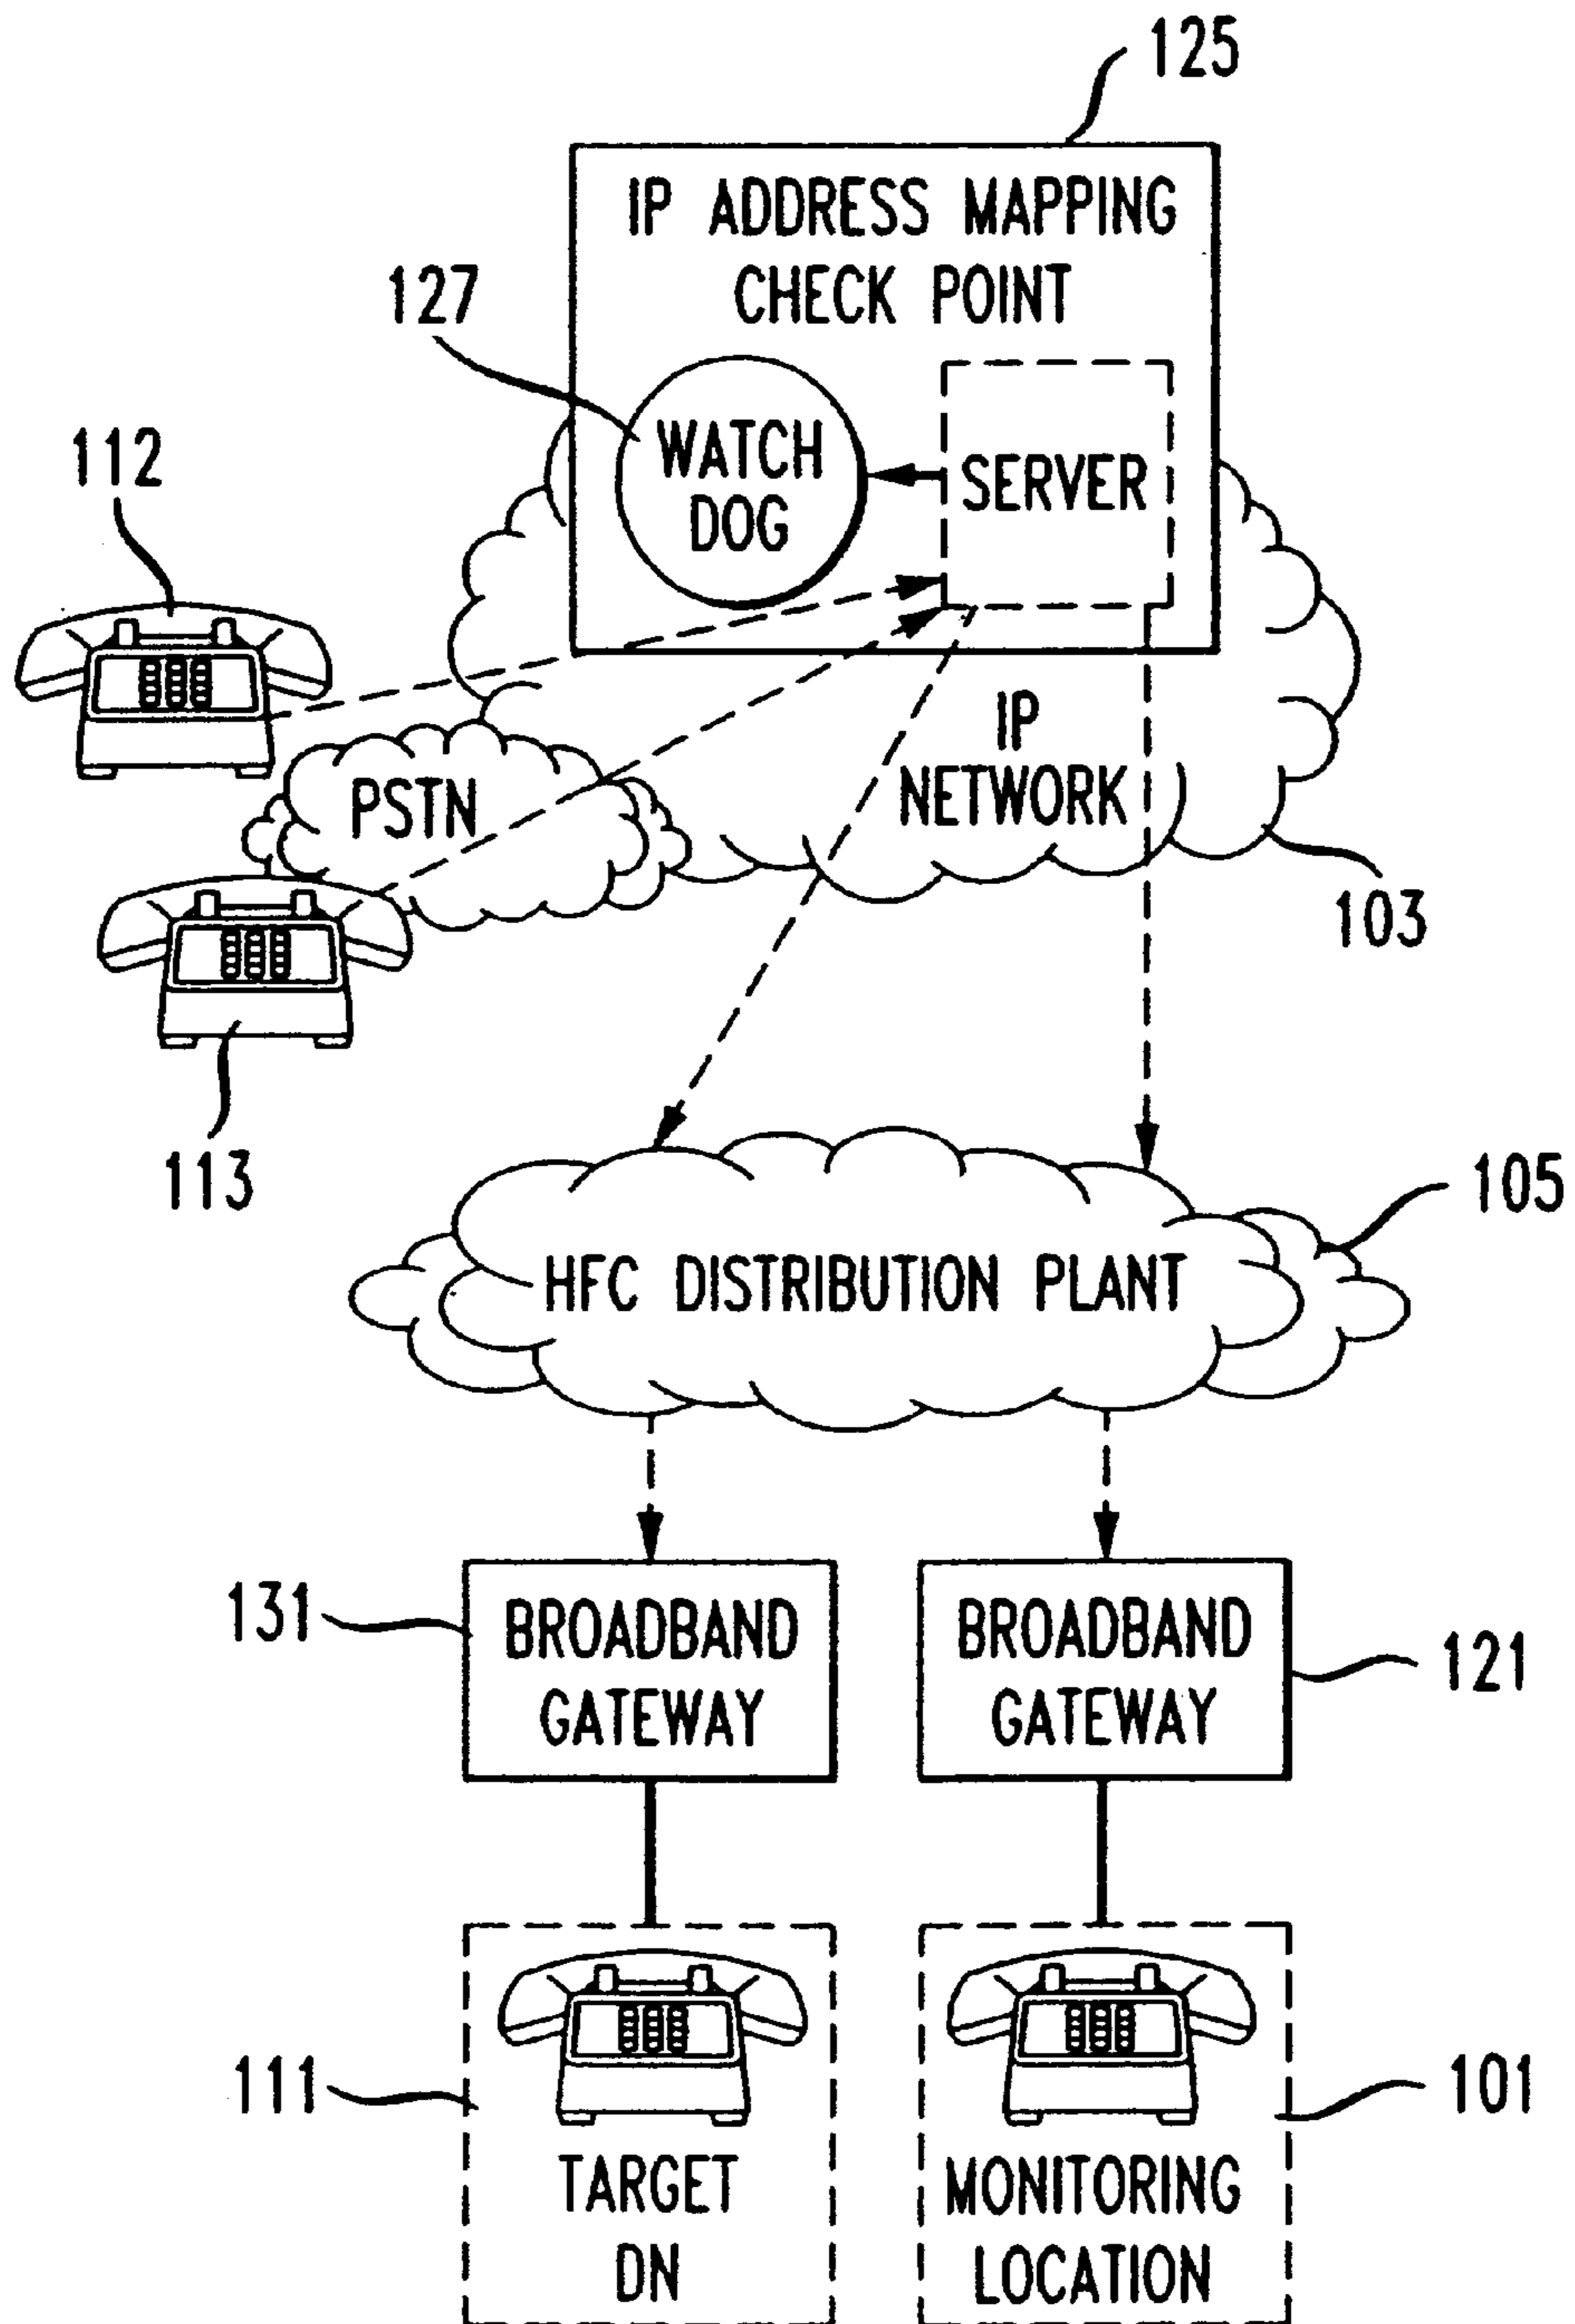 125
IP ADDRESS MAPPING
CHECK POINT
127
WATCH
DOG
SERVER
112
IP
NETWORK
PSTN
103
113
105
HFC DISTRIBUTION PLANT
131
BROADBAND
GATEWAY
BROADBAND
GATEWAY
121
111
101
TARGET
DN
MONITORING
LOCATION